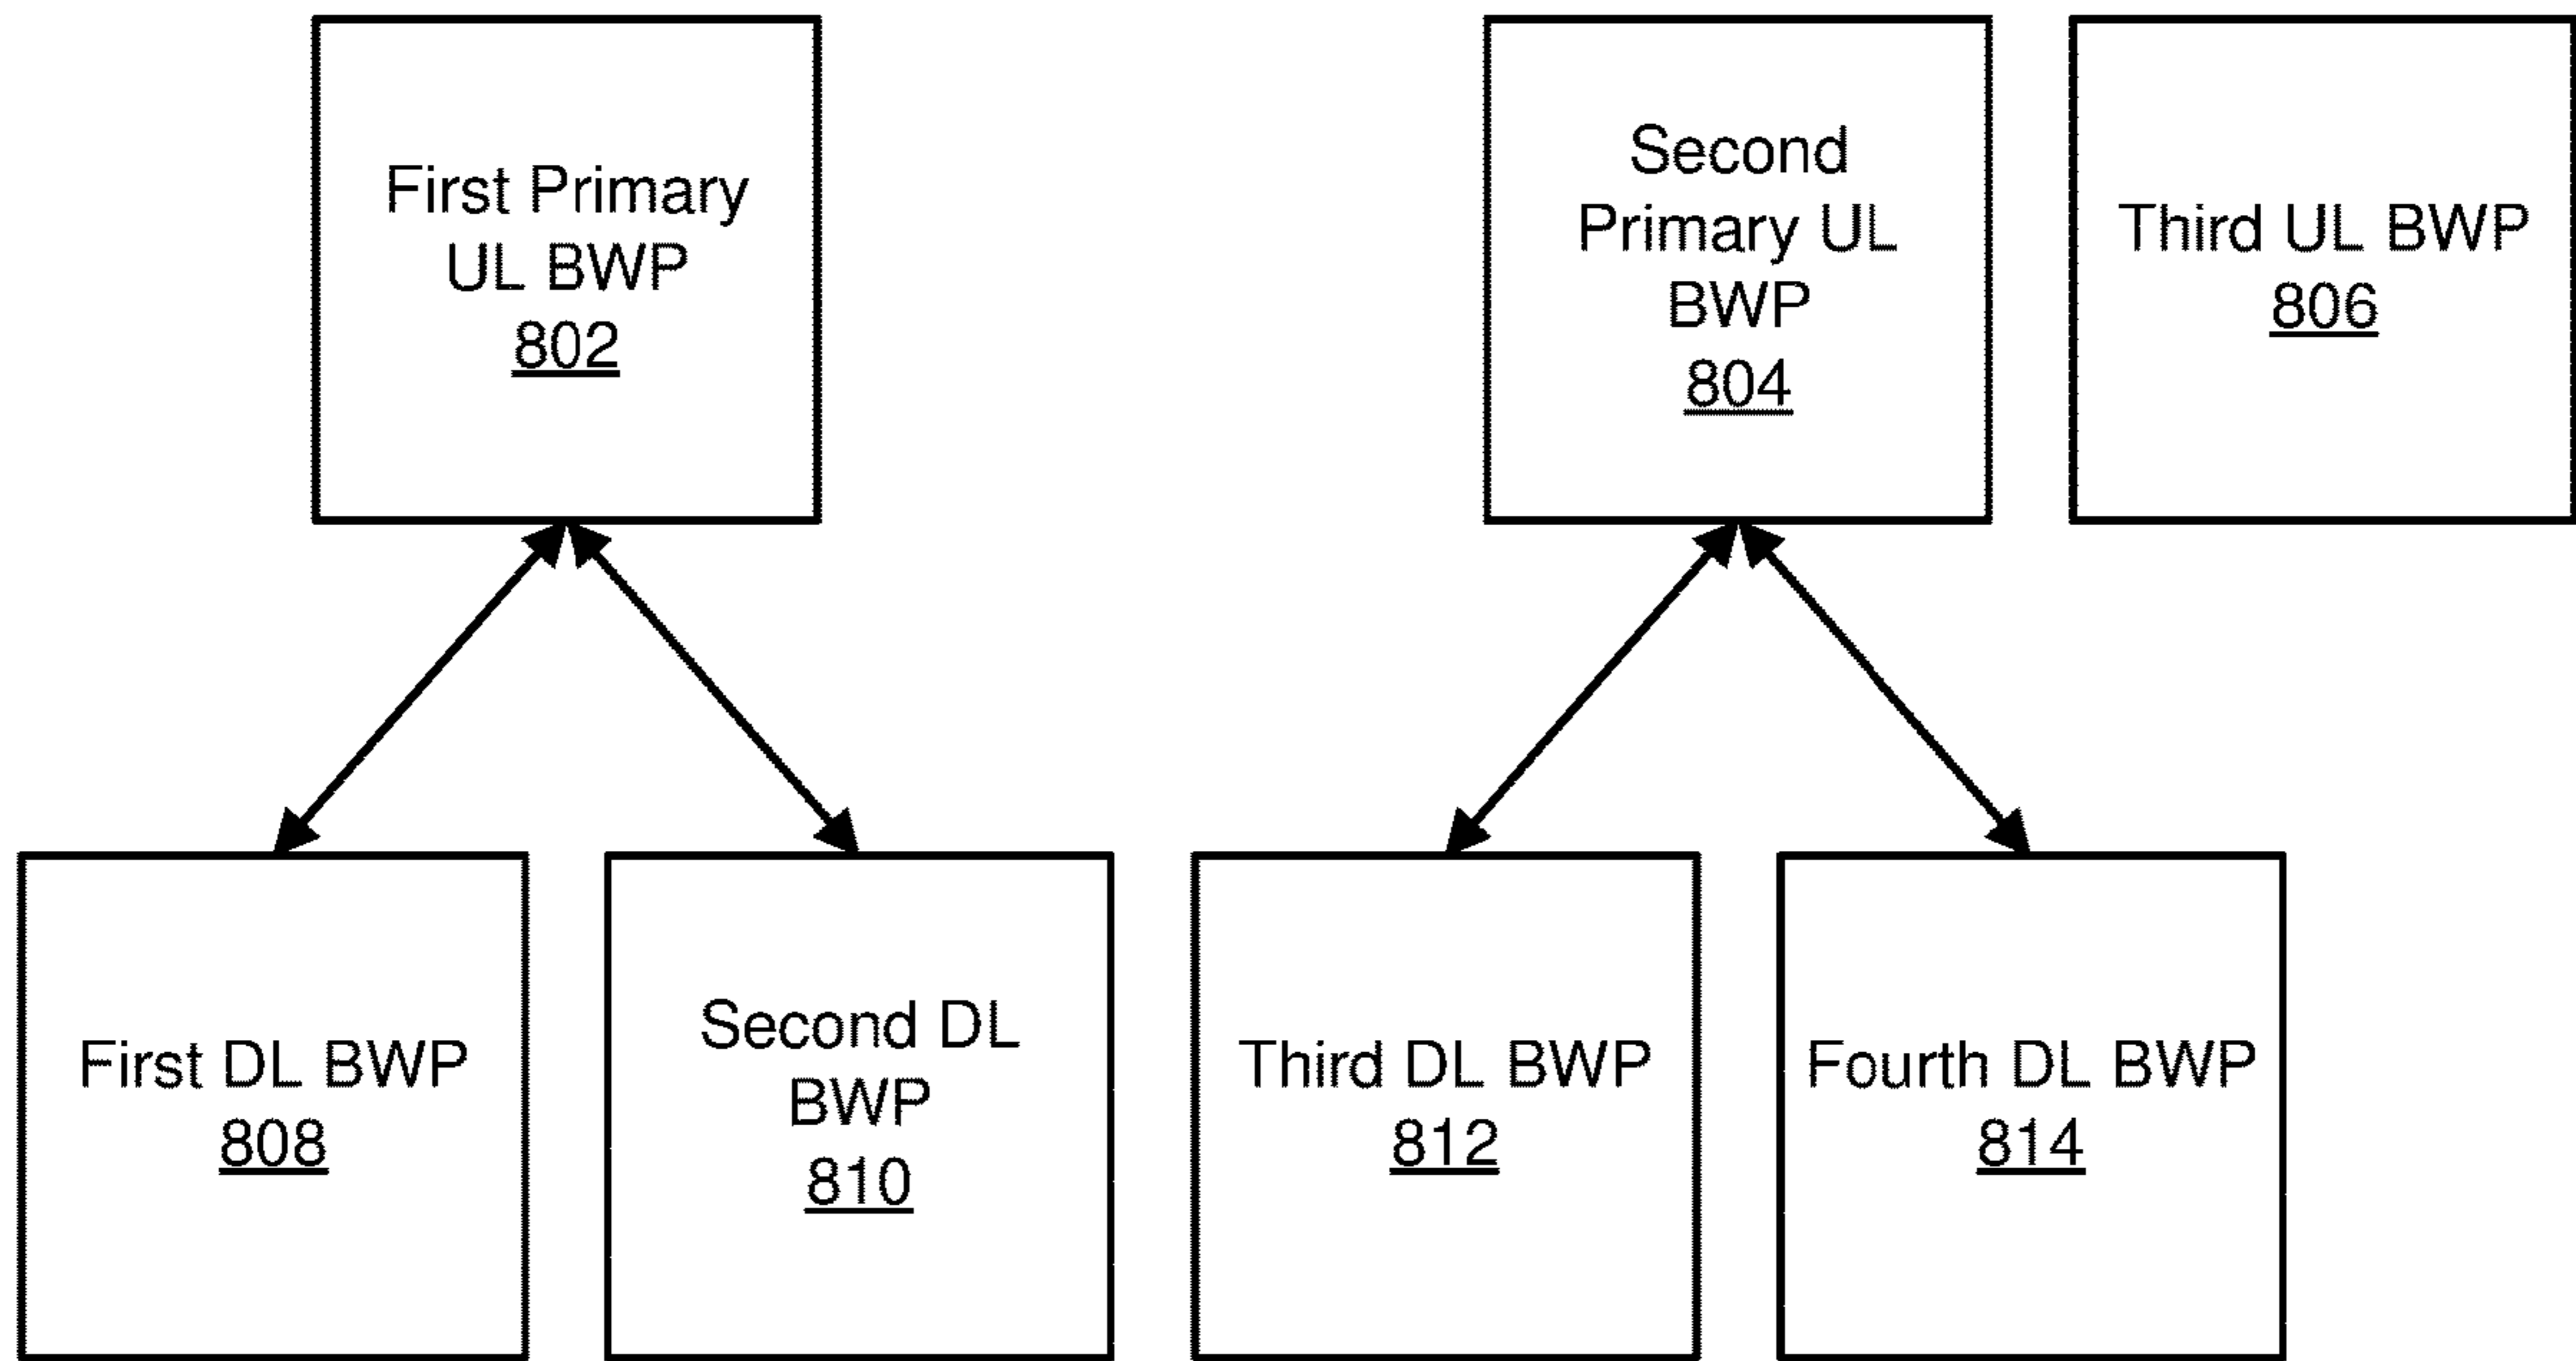 First Primary
UL BWP
802
Second
Primary UL
BWP
804
Third UL BWP
806
First DL BWP
808
Second DL
BWP
810
Third DL BWP
812
Fourth DL BWP
814